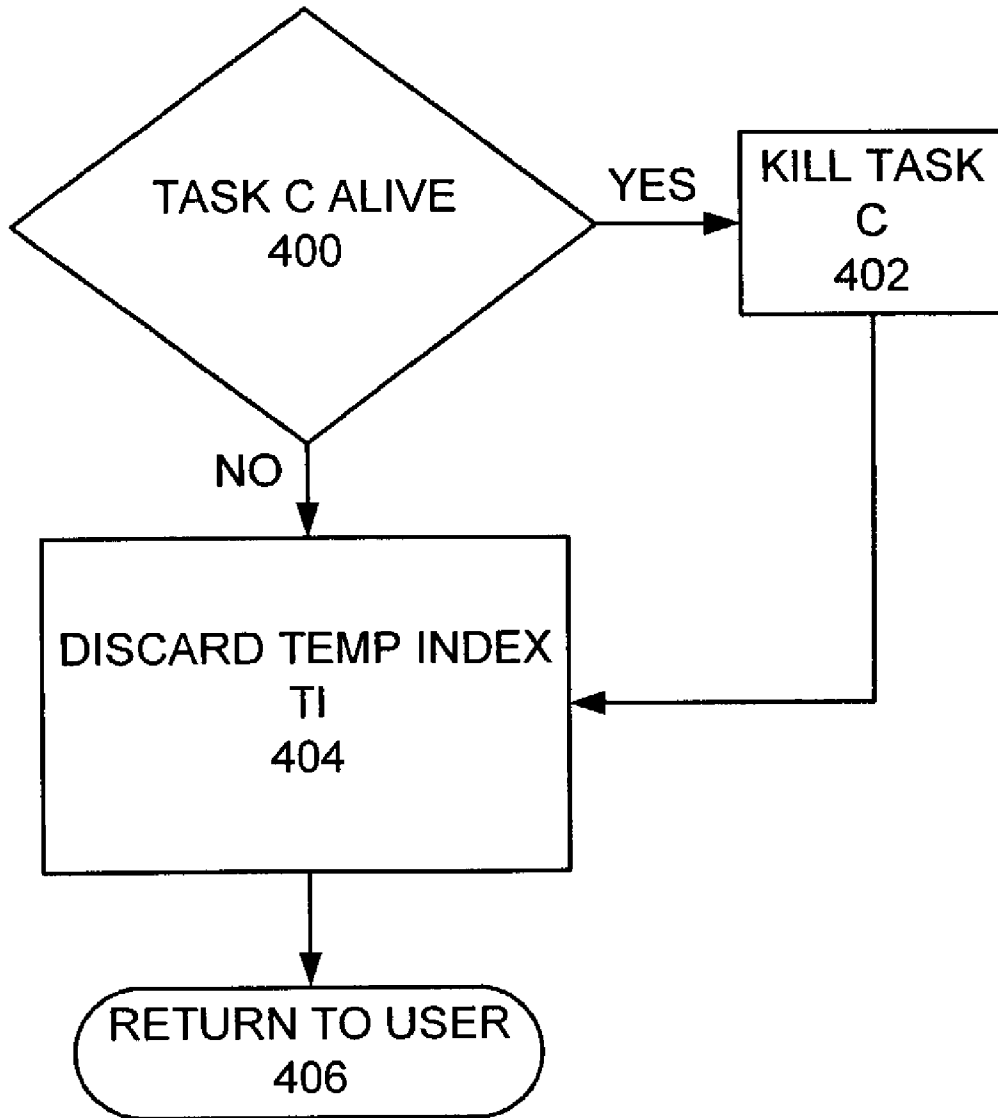 TASK C ALIVE
400
YES
KILL TASK
C
402
NO
DISCARD TEMP INDEX
TI
404
RETURN TO USER
406